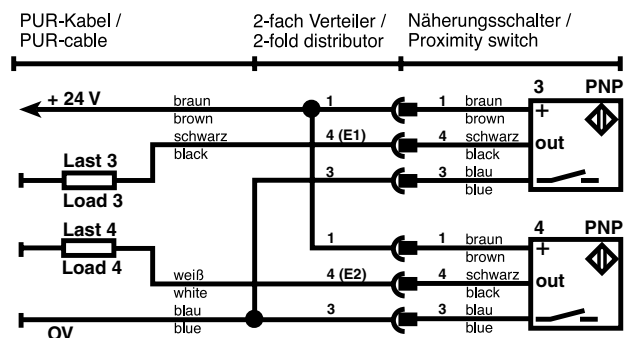 PUR-Kabel / 2-fach Verteiler / Näherungsschalter /
PUR-cable 2-fold distributor Proximity switch
3 PNP
+ 24 V braun 1 1 braun +
brown brown
schwarz 4 (E1) 4 schwarz out
black black
Last 3
Load 3
3 3 blau
blue
Last 4
Load 4
4 PNP
1 1 braun +
brown
weiß 4 (E2) 4 schwarz out
white black
blau 3 3 blau
OV blue blue